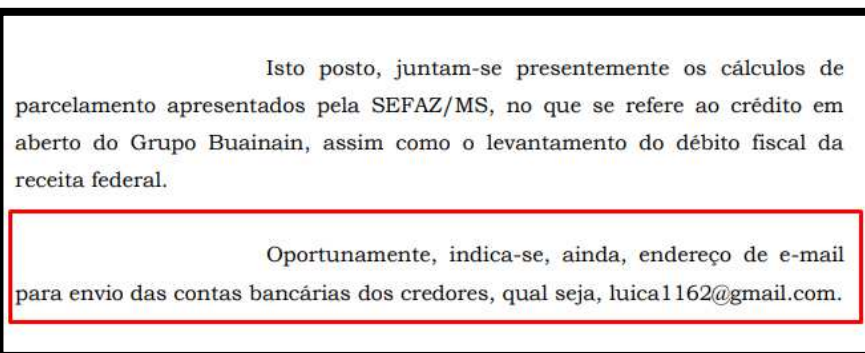 Isto posto, juntam-se presentemente os cálculos de
parcelamento apresentados pela SEFAZ/MS, no que se refere ao crédito em
aberto do Grupo Buainain, assim como o levantamento do débito fiscal da
receita federal.
Oportunamente, indica-se, ainda, endereço de e-mail
para envio das contas bancárias dos credores, qual seja, luica1162@gmail.com.